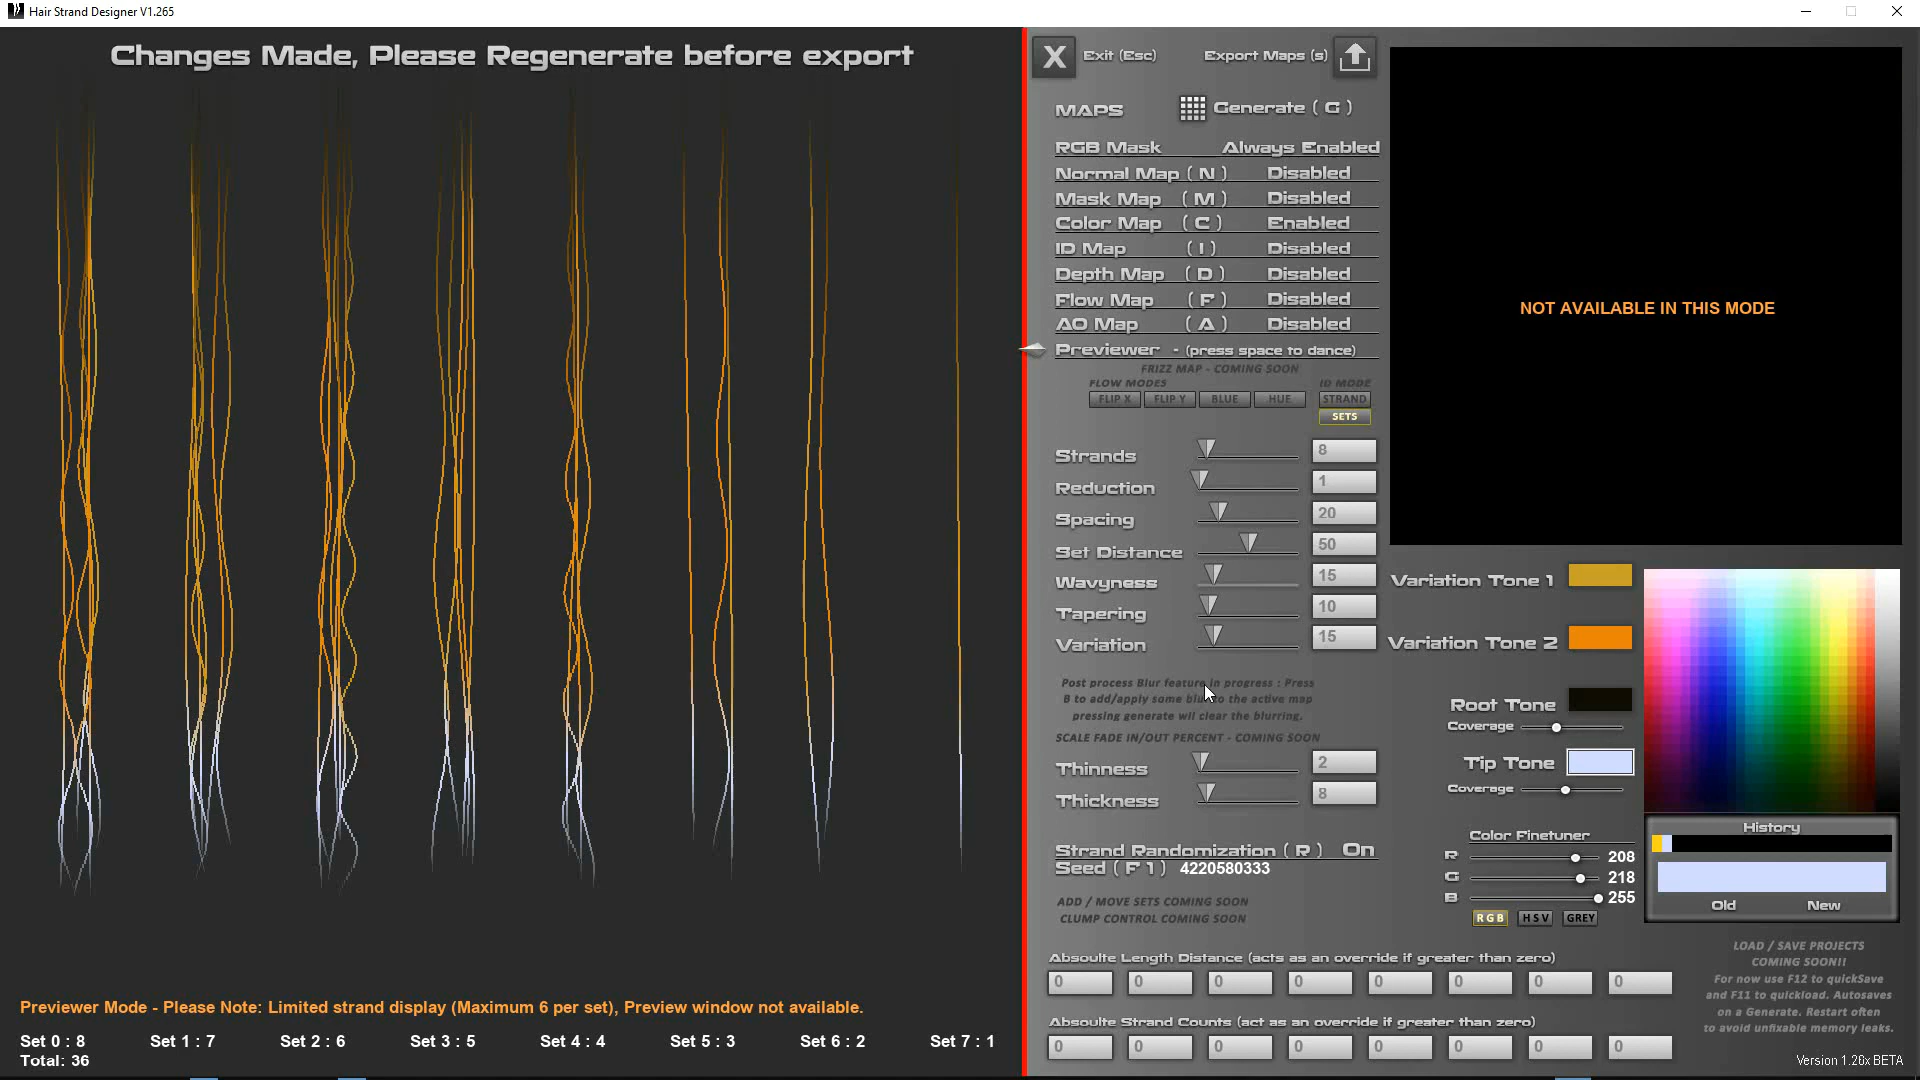 Hair Strand Designer V1.265
Changes Made, Please Regenerate before export
X Exit (Esc) Export Maps (s)
MAPS Generate ( G )
RGB Mask Always Enabled
Normal Map ( N ) Disabled
Mask Map ( M ) Disabled
Color Map ( C ) Enabled
ID Map ( I ) Disabled
Depth Map ( D ) Disabled
Flow Map ( F ) Disabled
AO Map ( A ) Disabled
Previewer - (press space to dance)
FRIZZ MAP - COMING SOON
FLOW MODES ID MODE
FLIP X FLIP Y BLUE HUE STRAND
SETS
Strands 8
Reduction 1
Spacing 20
Set Distance 50
Wavyness 15
Tapering 10
Variation 15
Post process Blur feature in progress : Press
B to add/apply some blur to the active map
pressing generate will clear the blurring.
SCALE FADE IN/OUT PERCENT - COMING SOON
Thinness 2
Thickness 8
Strand Randomization ( R ) On
Seed ( F1 ) 4220580333
ADD / MOVE SETS COMING SOON
CLUMP CONTROL COMING SOON
NOT AVAILABLE IN THIS MODE
Variation Tone 1
Variation Tone 2
Root Tone
Coverage
Tip Tone
Coverage
Color Finetuner
R 208
G 218
B 255
RGB HSV GREY
History
Old New
Absoulte Length Distance (acts as an override if greater than zero)
0 0 0 0 0 0 0 0
Absoulte Strand Counts (act as an override if greater than zero)
0 0 0 0 0 0 0 0
LOAD / SAVE PROJECTS
COMING SOON!!
For now use F12 to quickSave
and F11 to quickload. Autosaves
on a Generate. Restart often
to avoid unfixable memory leaks.
Version 1.26x BETA
Previewer Mode - Please Note: Limited strand display (Maximum 6 per set), Preview window not available.
Set 0 : 8 Set 1 : 7 Set 2 : 6 Set 3 : 5 Set 4 : 4 Set 5 : 3 Set 6 : 2 Set 7 : 1
Total: 36